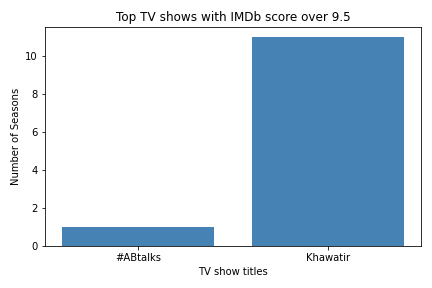 Top TV shows with IMDb score over 9.5
Number of Seasons
10
8
6
4
2
0
#ABtalks
Khawatir
TV show titles